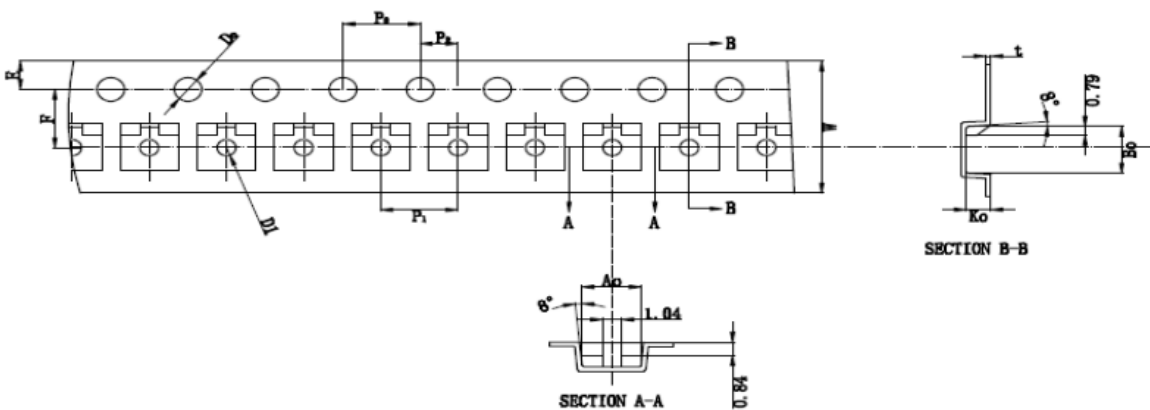 P₀
P₂
D₀
B
E
F
W
t
8°
0.79
B₀
K₀
D1
P₁
A
A
B
SECTION B-B
A₀
8°
1.04
0.84
SECTION A-A